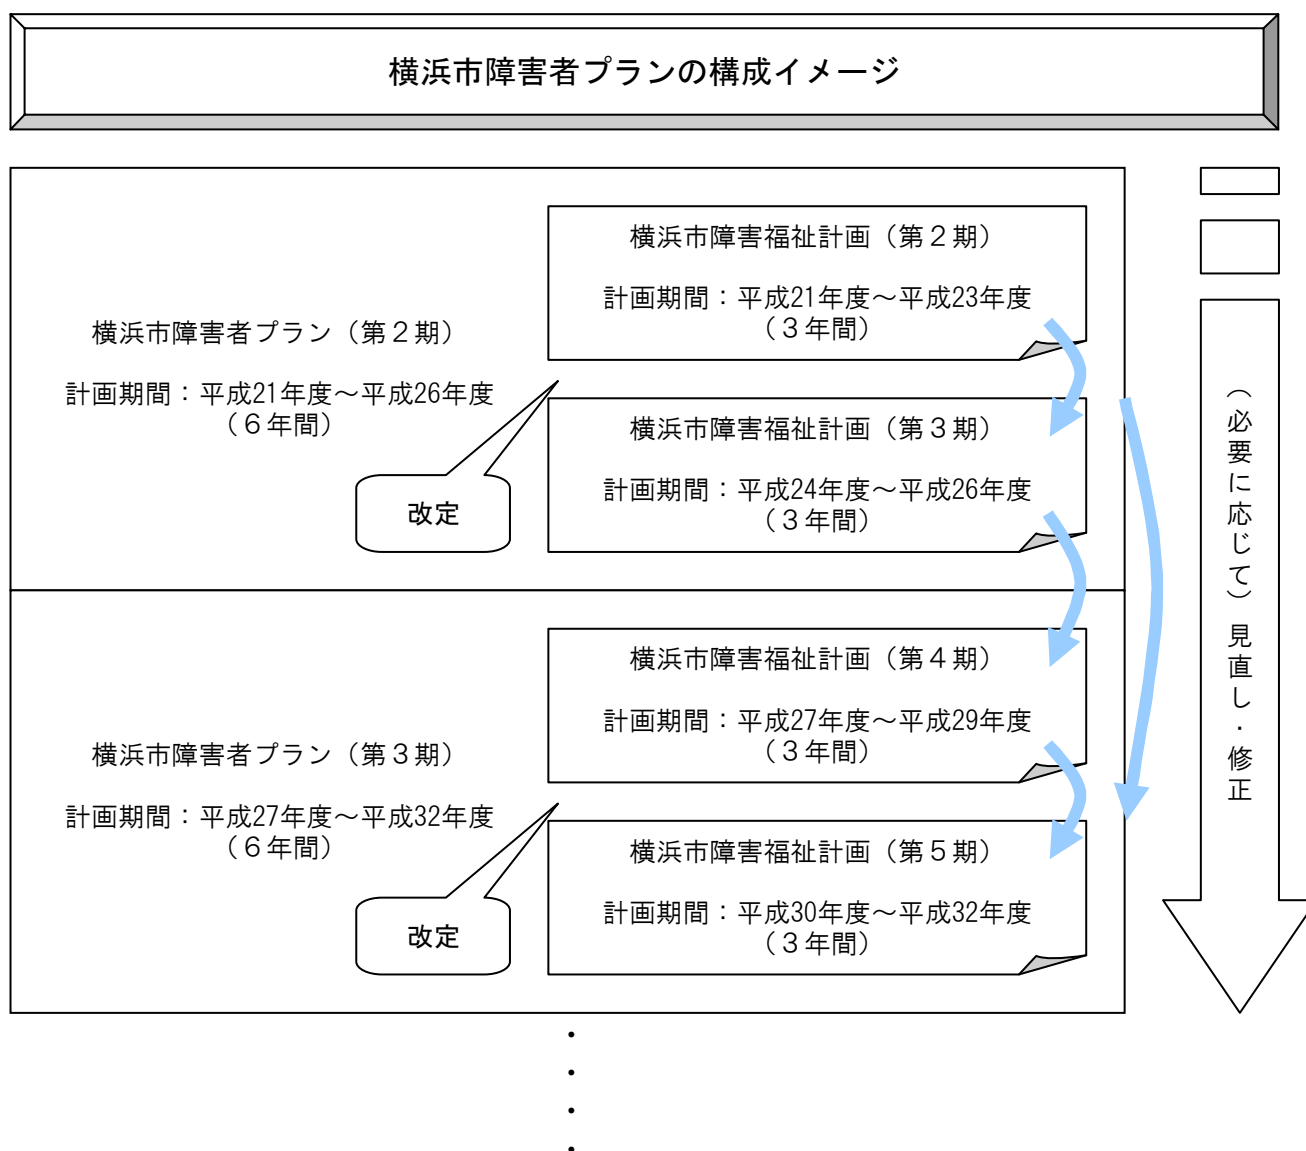 横浜市障害者プランの構成イメージ
横浜市障害者プラン（第２期）
計画期間：平成21年度～平成26年度
（６年間）
横浜市障害福祉計画（第２期）
計画期間：平成21年度～平成23年度
（３年間）
改定
横浜市障害福祉計画（第３期）
計画期間：平成24年度～平成26年度
（３年間）
横浜市障害者プラン（第３期）
計画期間：平成27年度～平成32年度
（６年間）
横浜市障害福祉計画（第４期）
計画期間：平成27年度～平成29年度
（３年間）
改定
横浜市障害福祉計画（第５期）
計画期間：平成30年度～平成32年度
（３年間）
（必要に応じて）見直し・修正
・
・
・
・